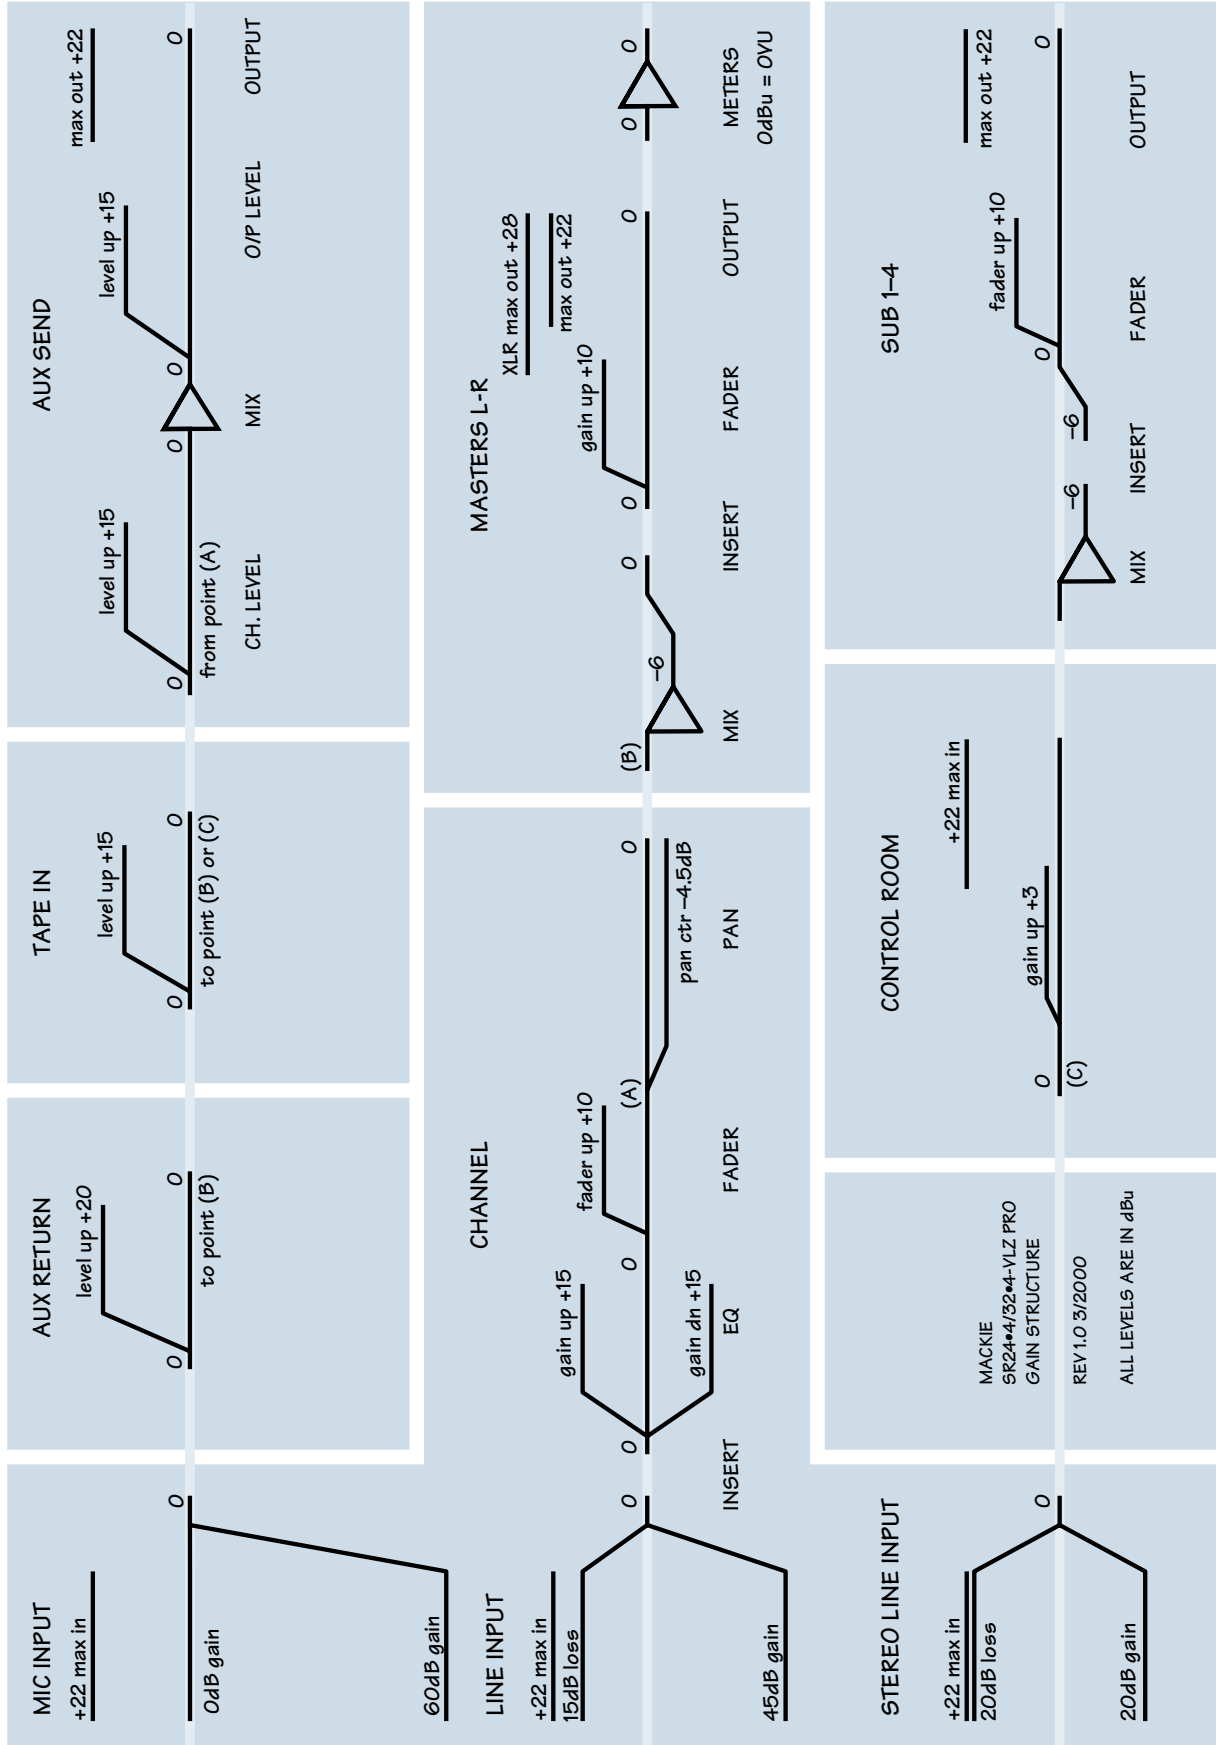 MIC INPUT
+22 max in
0dB gain
60dB gain
0
AUX RETURN
level up +20
0
0
to point (B)
TAPE IN
level up +15
0
0
to point (B) or (C)
AUX SEND
level up +15
level up +15
max out +22
0
0
0
0
from point (A)
CH. LEVEL
MIX
O/P LEVEL
OUTPUT
LINE INPUT
+22 max in
15dB loss
45dB gain
0
INSERT
CHANNEL
gain up +15
fader up +10
0
0
(A)
0
gain dn +15
pan ctr –4.5dB
EQ
FADER
PAN
MASTERS L-R
XLR max out +28
max out +22
gain up +10
(B)
–6
0
0
0
0
0
MIX
INSERT
FADER
OUTPUT
METERS
0dBu = 0VU
STEREO LINE INPUT
+22 max in
20dB loss
20dB gain
0
MACKIE
SR24•4/32•4-VLZ PRO
GAIN STRUCTURE
REV1.0 3/2000
ALL LEVELS ARE IN dBu
CONTROL ROOM
+22 max in
gain up +3
0
(C)
SUB 1–4
max out +22
fader up +10
–6
–6
0
0
MIX
INSERT
FADER
OUTPUT